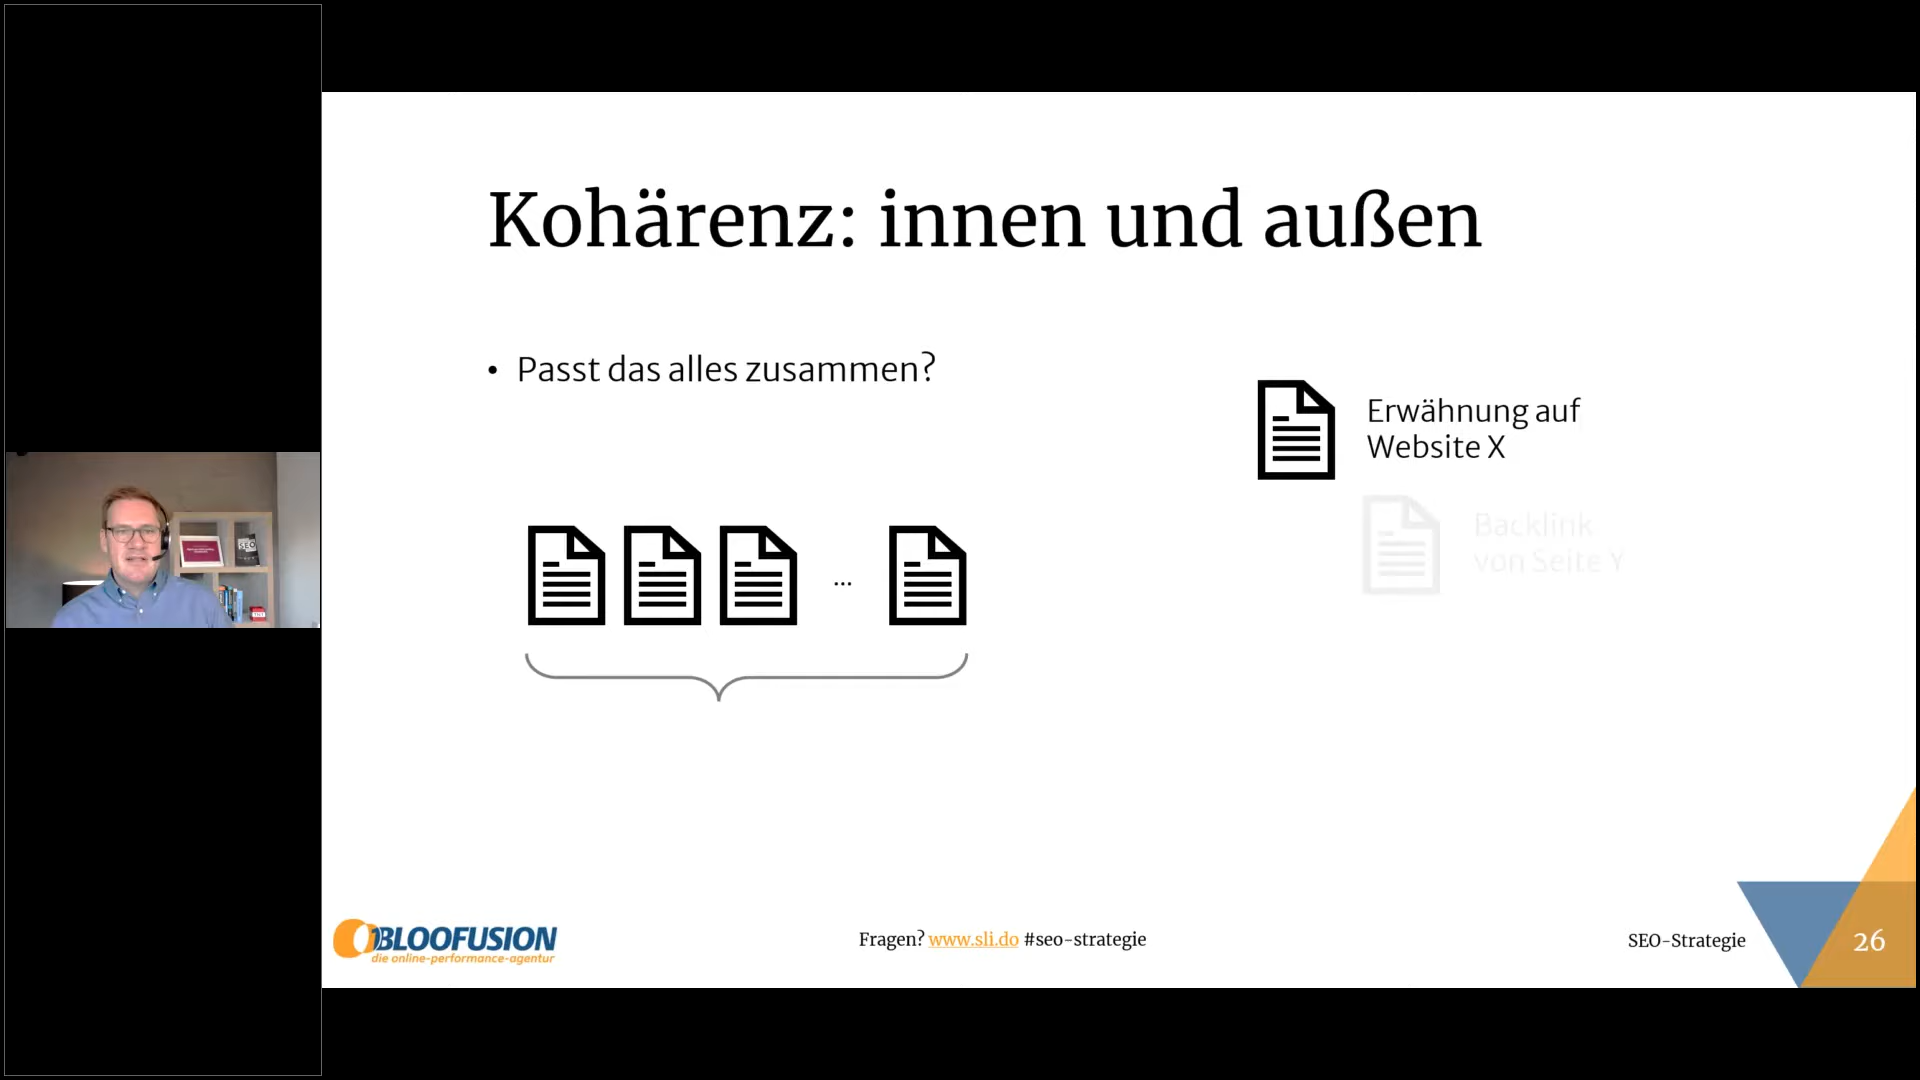 Kohärenz: innen und außen
• Passt das alles zusammen?
Erwähnung auf
Website X
Backlink
von Seite Y
...
BLOOFUSION
die online-performance-agentur
Fragen? www.sli.do #seo-strategie
SEO-Strategie
26
SEO